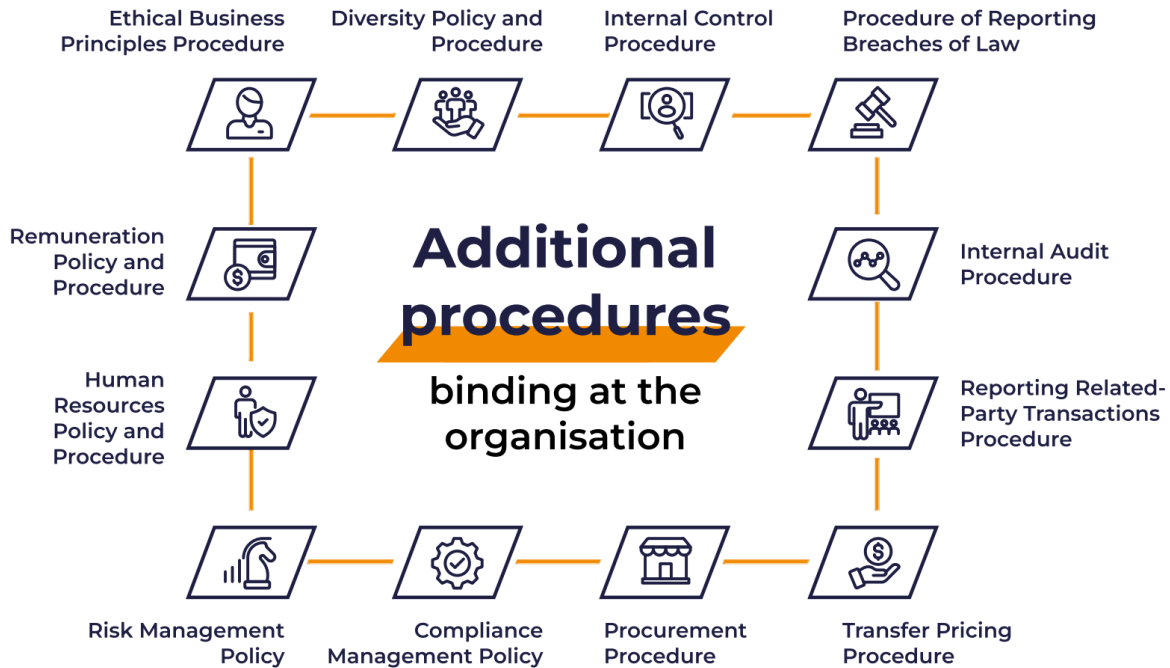 Ethical Business
Principles Procedure
Diversity Policy and
Procedure
Internal Control
Procedure
Procedure of Reporting
Breaches of Law
Remuneration
Policy and
Procedure
Additional
procedures
binding at the
organisation
Internal Audit
Procedure
Human
Resources
Policy and
Procedure
Reporting Related-
Party Transactions
Procedure
Risk Management
Policy
Compliance
Management Policy
Procurement
Procedure
Transfer Pricing
Procedure